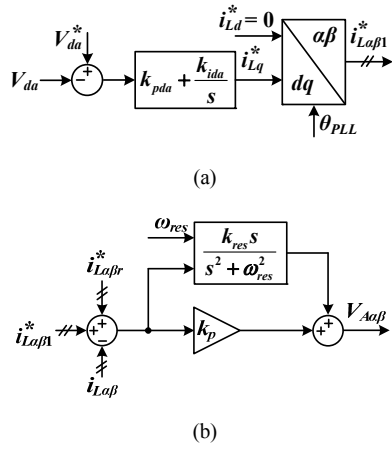 i*Ld = 0
V*da
Vda
kpda + kida/s
i*Lq
αβ
dq
i*Lαβ1
θPLL
(a)
ωres
kres s / s² + ω²res
i*Lαβr
i*Lαβ1
kp
VAαβ
iLαβ
(b)